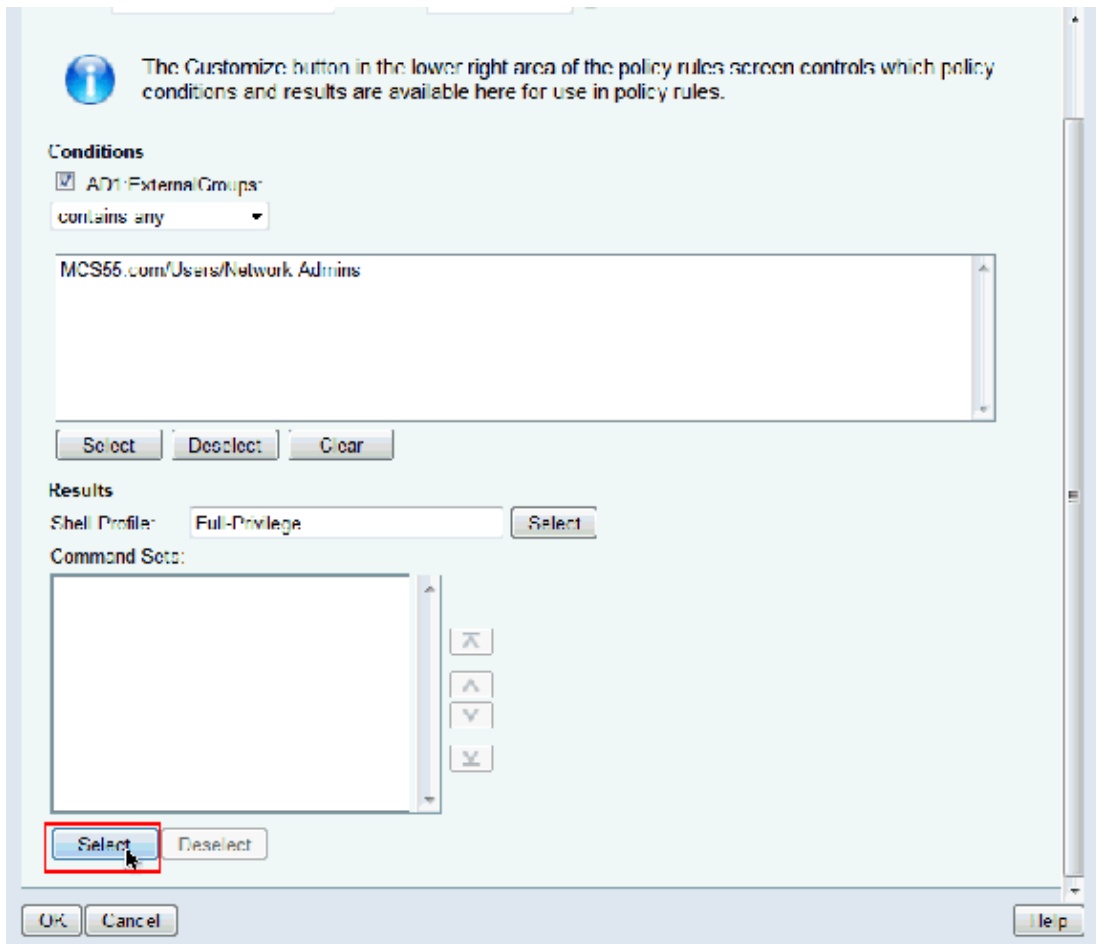 The Customize button in the lower right area of the policy rules screen controls which policy
conditions and results are available here for use in policy rules.
Conditions
AD1:ExternalGroups:
contains any
MCS55.com/Users/Network Admins
Select Deselect Clear
Results
Shell Profile: Full-Privilege Select
Command Sets:
Select Deselect
OK Cancel Help